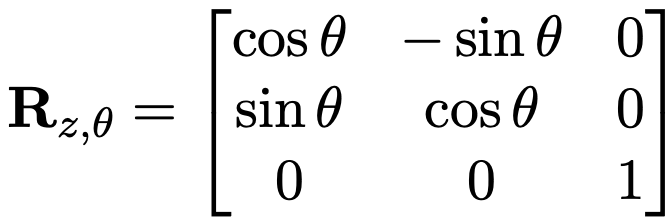 cos θ − sin θ 0
R_{z,θ} = sin θ cos θ 0
0 0 1